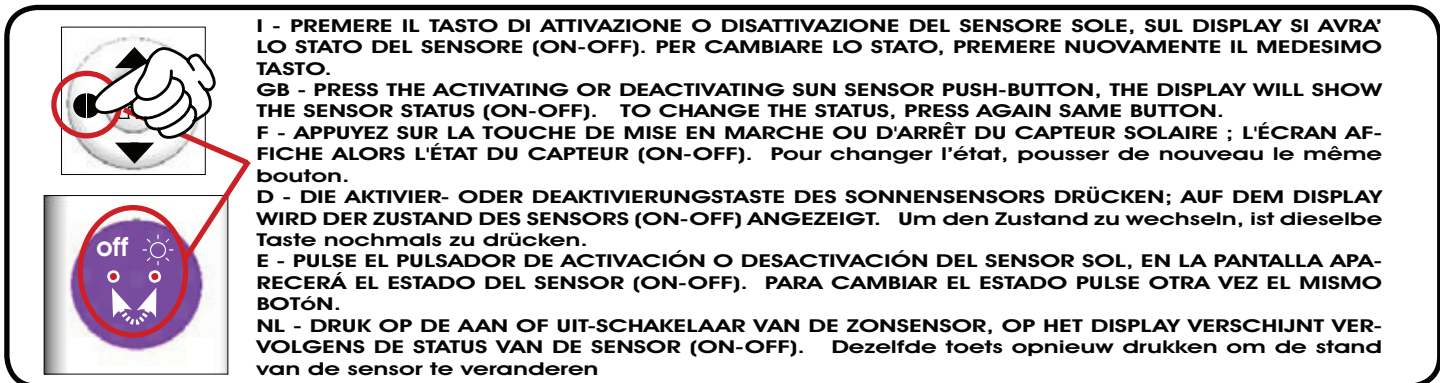 I - PREMERE IL TASTO DI ATTIVAZIONE O DISATTIVAZIONE DEL SENSORE SOLE, SUL DISPLAY SI AVRA'
LO STATO DEL SENSORE (ON-OFF). PER CAMBIARE LO STATO, PREMERE NUOVAMENTE IL MEDESIMO
TASTO.
GB - PRESS THE ACTIVATING OR DEACTIVATING SUN SENSOR PUSH-BUTTON, THE DISPLAY WILL SHOW
THE SENSOR STATUS (ON-OFF). TO CHANGE THE STATUS, PRESS AGAIN SAME BUTTON.
F - APPUYEZ SUR LA TOUCHE DE MISE EN MARCHE OU D'ARRÊT DU CAPTEUR SOLAIRE ; L'ÉCRAN AF-
FICHE ALORS L'ÉTAT DU CAPTEUR (ON-OFF). Pour changer l'état, pousser de nouveau le même
bouton.
D - DIE AKTIVIER- ODER DEAKTIVIERUNGSTASTE DES SONNENSENSORS DRÜCKEN; AUF DEM DISPLAY
WIRD DER ZUSTAND DES SENSORS (ON-OFF) ANGEZEIGT. Um den Zustand zu wechseln, ist dieselbe
Taste nochmals zu drücken.
E - PULSE EL PULSADOR DE ACTIVACIÓN O DESACTIVACIÓN DEL SENSOR SOL, EN LA PANTALLA APA-
RECERÁ EL ESTADO DEL SENSOR (ON-OFF). PARA CAMBIAR EL ESTADO PULSE OTRA VEZ EL MISMO
BOTóN.
NL - DRUK OP DE AAN OF UIT-SCHAKELAAR VAN DE ZONSENSOR, OP HET DISPLAY VERSCHIJNT VER-
VOLGENS DE STATUS VAN DE SENSOR (ON-OFF). Dezelfde toets opnieuw drukken om de stand
van de sensor te veranderen
off